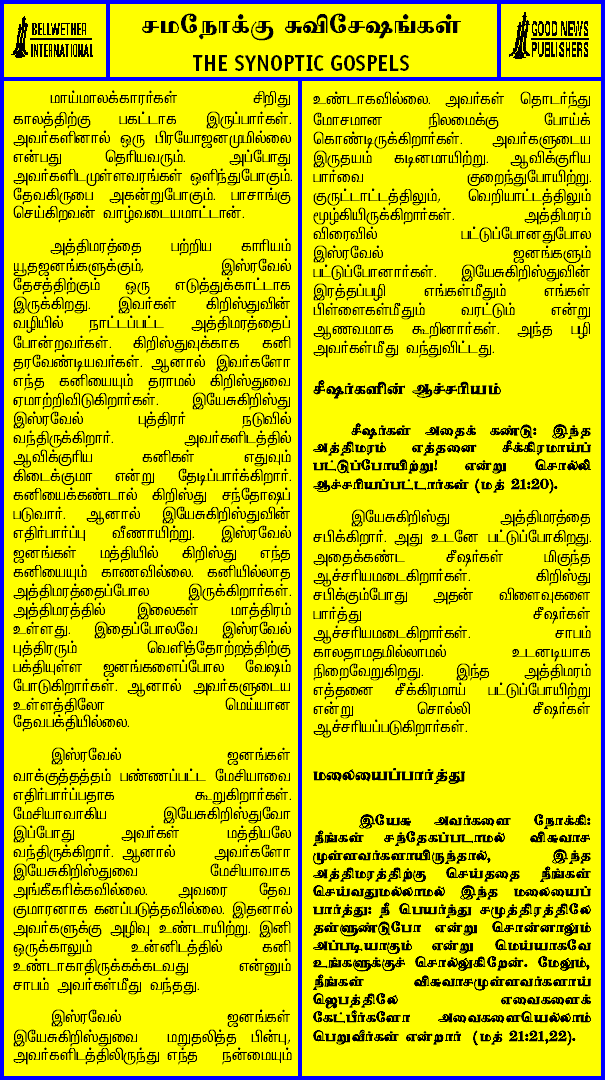 BELLWETHER
INTERNATIONAL
சமநோக்கு சுவிசேஷங்கள்
THE SYNOPTIC GOSPELS
GOOD NEWS
PUBLISHERS
மாய்மாலக்காரர்கள் சிறிது
காலத்திற்கு பகட்டாக இருப்பார்கள்.
அவர்களினால் ஒரு பிரயோஜனமுமில்லை
என்பது தெரியவரும். அப்போது
அவர்களிடமுள்ளவரங்கள் ஒளிந்துபோகும்.
தேவகிருபை அகன்றுபோகும். பாசாங்கு
செய்கிறவன் வாழ்வடையமாட்டான்.
அத்திமரத்தை பற்றிய காரியம்
யூதஜனங்களுக்கும், இஸ்ரவேல்
தேசத்திற்கும் ஒரு எடுத்துக்காட்டாக
இருக்கிறது. இவர்கள் கிறிஸ்துவின்
வழியில் நாட்டப்பட்ட அத்திமரத்தைப்
போன்றவர்கள். கிறிஸ்துவுக்காக கனி
தரவேண்டியவர்கள். ஆனால் இவர்களோ
எந்த கனியையும் தராமல் கிறிஸ்துவை
ஏமாற்றிவிடுகிறார்கள். இயேசுகிறிஸ்து
இஸ்ரவேல் புத்திரர் நடுவில்
வந்திருக்கிறார். அவர்களிடத்தில்
ஆவிக்குரிய கனிகள் எதுவும்
கிடைக்குமா என்று தேடிப்பார்க்கிறார்.
கனியைக்கண்டால் கிறிஸ்து சந்தோஷப்
படுவார். ஆனால் இயேசுகிறிஸ்துவின்
எதிர்பார்ப்பு வீணாயிற்று. இஸ்ரவேல்
ஜனங்கள் மத்தியில் கிறிஸ்து எந்த
கனியையும் காணவில்லை. கனியில்லாத
அத்திமரத்தைப்போல இருக்கிறார்கள்.
அத்திமரத்தில் இலைகள் மாத்திரம்
உள்ளது. இதைப்போலவே இஸ்ரவேல்
புத்திரரும் வெளித்தோற்றத்திற்கு
பக்தியுள்ள ஜனங்களைப்போல வேஷம்
போடுகிறார்கள். ஆனால் அவர்களுடைய
உள்ளத்திலோ மெய்யான
தேவபக்தியில்லை.
இஸ்ரவேல் ஜனங்கள்
வாக்குத்தத்தம் பண்ணப்பட்ட மேசியாவை
எதிர்பார்ப்பதாக கூறுகிறார்கள்.
மேசியாவாகிய இயேசுகிறிஸ்துவோ
இப்போது அவர்கள் மத்தியலே
வந்திருக்கிறார். ஆனால் அவர்களோ
இயேசுகிறிஸ்துவை மேசியாவாக
அங்கீகரிக்கவில்லை. அவரை தேவ
குமாரனாக கனப்படுத்தவில்லை. இதனால்
அவர்களுக்கு அழிவு உண்டாயிற்று. இனி
ஒருக்காலும் உன்னிடத்தில் கனி
உண்டாகாதிருக்கக்கடவது என்னும்
சாபம் அவர்கள்மீது வந்தது.
இஸ்ரவேல் ஜனங்கள்
இயேசுகிறிஸ்துவை மறுதலித்த பின்பு,
அவர்களிடத்திலிருந்து எந்த நன்மையும்
உண்டாகவில்லை. அவர்கள் தொடர்ந்து
மோசமான நிலமைக்கு போய்க்
கொண்டிருக்கிறார்கள். அவர்களுடைய
இருதயம் கடினமாயிற்று. ஆவிக்குரிய
பார்வை குறைந்துபோயிற்று.
குருட்டாட்டத்திலும், வெறியாட்டத்திலும்
மூழ்கியிருக்கிறார்கள். அத்திமரம்
விரைவில் பட்டுப்போனதுபோல
இஸ்ரவேல் ஜனங்களும்
பட்டுப்போனார்கள். இயேசுகிறிஸ்துவின்
இரத்தப்பழி எங்கள்மீதும் எங்கள்
பிள்ளைகள்மீதும் வரட்டும் என்று
ஆணவமாக கூறினார்கள். அந்த பழி
அவர்கள்மீது வந்துவிட்டது.
சீஷர்களின் ஆச்சரியம்
சீஷர்கள் அதைக் கண்டு: இந்த
அத்திமரம் எத்தனை சீக்கிரமாய்ப்
பட்டுப்போயிற்று! என்று சொல்லி
ஆச்சரியப்பட்டார்கள் (மத் 21:20).
இயேசுகிறிஸ்து அத்திமரத்தை
சபிக்கிறார். அது உடனே பட்டுப்போகிறது.
அதைக்கண்ட சீஷர்கள் மிகுந்த
ஆச்சரியமடைகிறார்கள். கிறிஸ்து
சபிக்கும்போது அதன் விளைவுகளை
பார்த்து சீஷர்கள்
ஆச்சரியமடைகிறார்கள். சாபம்
காலதாமதமில்லாமல் உடனடியாக
நிறைவேறுகிறது. இந்த அத்திமரம்
எத்தனை சீக்கிரமாய் பட்டுப்போயிற்று
என்று சொல்லி சீஷர்கள்
ஆச்சரியப்படுகிறார்கள்.
மலையைப்பார்த்து
இயேசு அவர்களை நோக்கி:
நீங்கள் சந்தேகப்படாமல் விசுவாச
முள்ளவர்களாயிருந்தால், இந்த
அத்திமரத்திற்கு செய்ததை நீங்கள்
செய்வதுமல்லாமல் இந்த மலையைப்
பார்த்து: நீ பெயர்ந்து சமுத்திரத்திலே
தள்ளுண்டுபோ என்று சொன்னாலும்
அப்படியாகும் என்று மெய்யாகவே
உங்களுக்குச் சொல்லுகிறேன். மேலும்,
நீங்கள் விசுவாசமுள்ளவர்களாய்
ஜெபத்திலே எவைகளைக்
கேட்பீர்களோ அவைகளையெல்லாம்
பெறுவீர்கள் என்றார் (மத் 21:21,22).